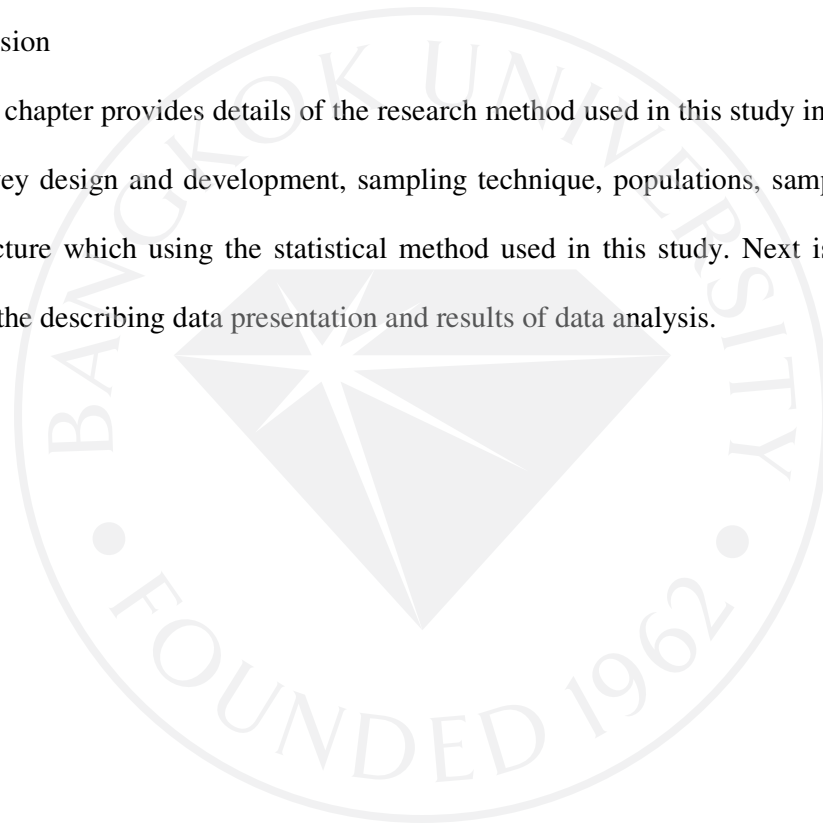 sion
chapter provides details of the research method used in this study in
ey design and development, sampling technique, populations, samp
cture which using the statistical method used in this study. Next is
the describing data presentation and results of data analysis.
BANGKOK UNIVERSITY
FOUNDED 1962